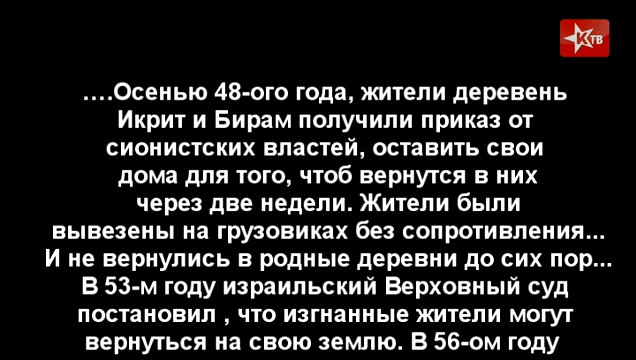 КТВ
....Осенью 48-ого года, жители деревень
Икрит и Бирам получили приказ от
сионистских властей, оставить свои
дома для того, чтоб вернутся в них
через две недели. Жители были
вывезены на грузовиках без сопротивления...
И не вернулись в родные деревни до сих пор...
В 53-м году израильский Верховный суд
постановил , что изгнанные жители могут
вернуться на свою землю. В 56-ом году